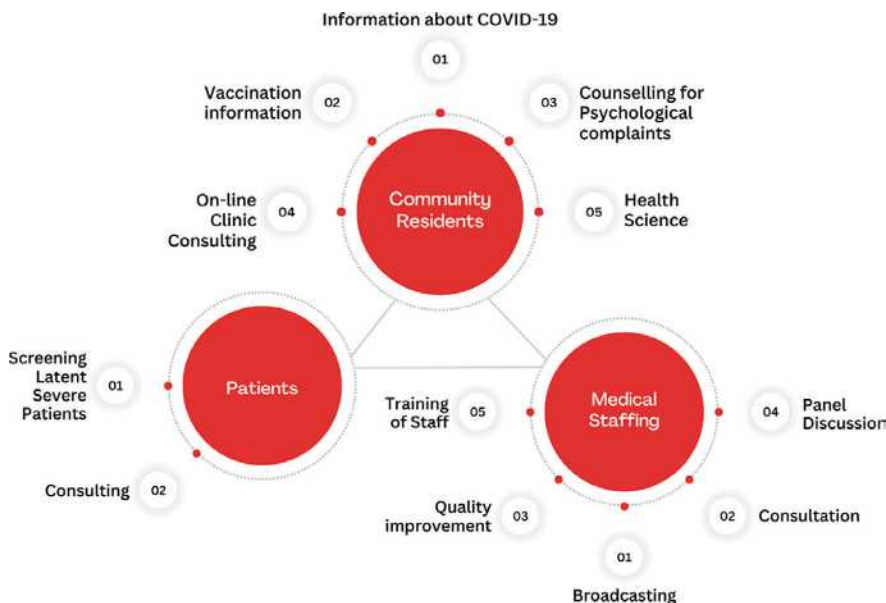 Information about COVID-19
01
Vaccination
information
02
03
Counselling for
Psychological
complaints
On-line
Clinic
Consulting
04
Community
Residents
05
Health
Science
Screening
Latent
Severe
Patients
01
Patients
Consulting
02
Training
of Staff
05
Medical
Staffing
04
Panel
Discussion
Quality
improvement
03
02
Consultation
01
Broadcasting